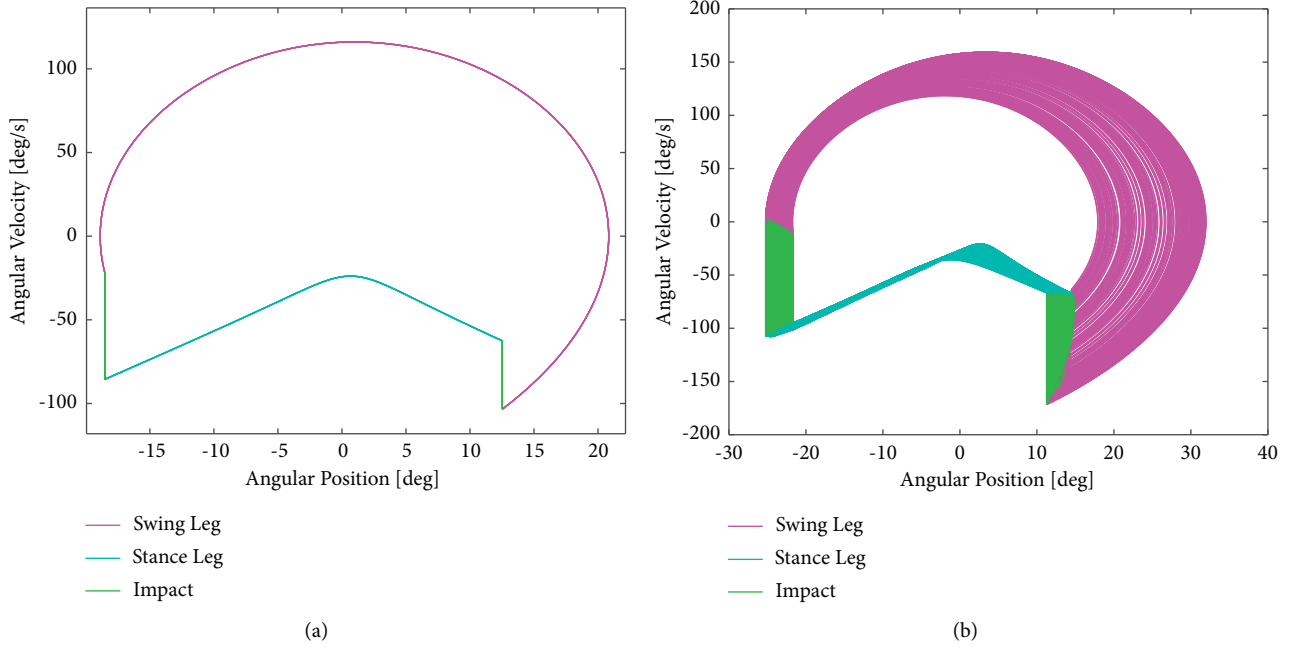 100
50
0
-50
-100
Angular Velocity [deg/s]
-15
-10
-5
0
5
10
15
20
Angular Position [deg]
Swing Leg
Stance Leg
Impact
(a)
200
150
100
50
0
-50
-100
-150
-200
Angular Velocity [deg/s]
-30
-20
-10
0
10
20
30
40
Angular Position [deg]
Swing Leg
Stance Leg
Impact
(b)